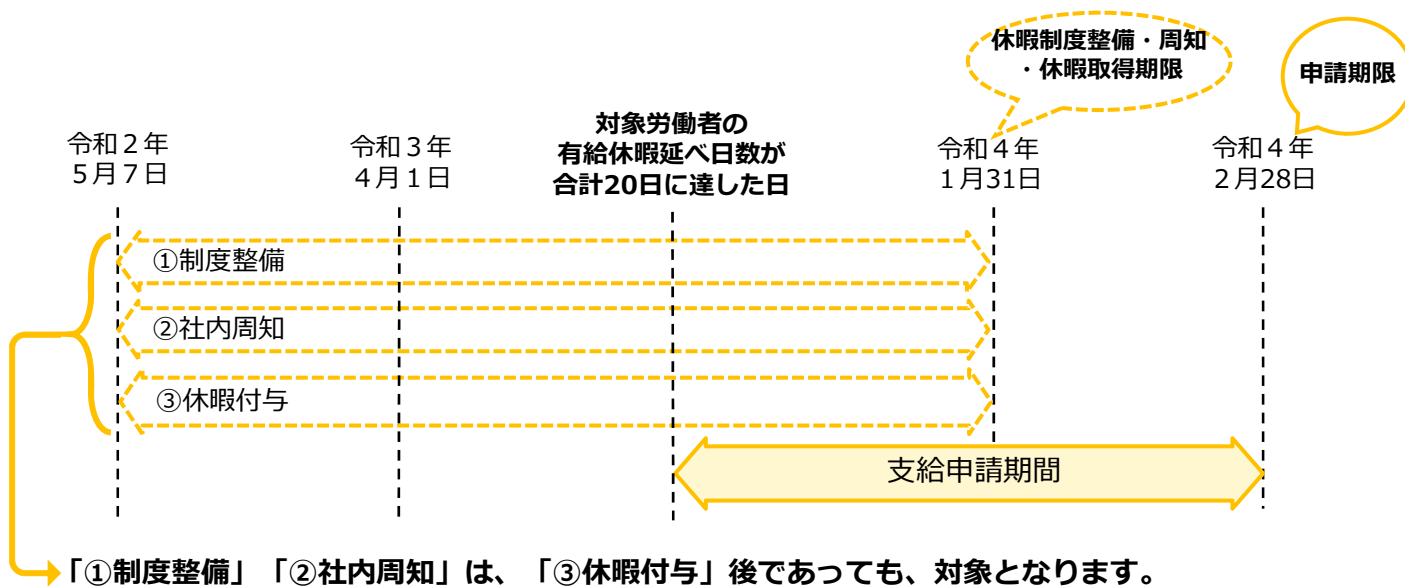 休暇制度整備・周知
・休暇取得期限
申請期限
令和２年
５月７日
令和３年
４月１日
対象労働者の
有給休暇延べ日数が
合計20日に達した日
令和４年
１月31日
令和４年
２月28日
①制度整備
②社内周知
③休暇付与
支給申請期間
「①制度整備」「②社内周知」は、「③休暇付与」後であっても、対象となります。